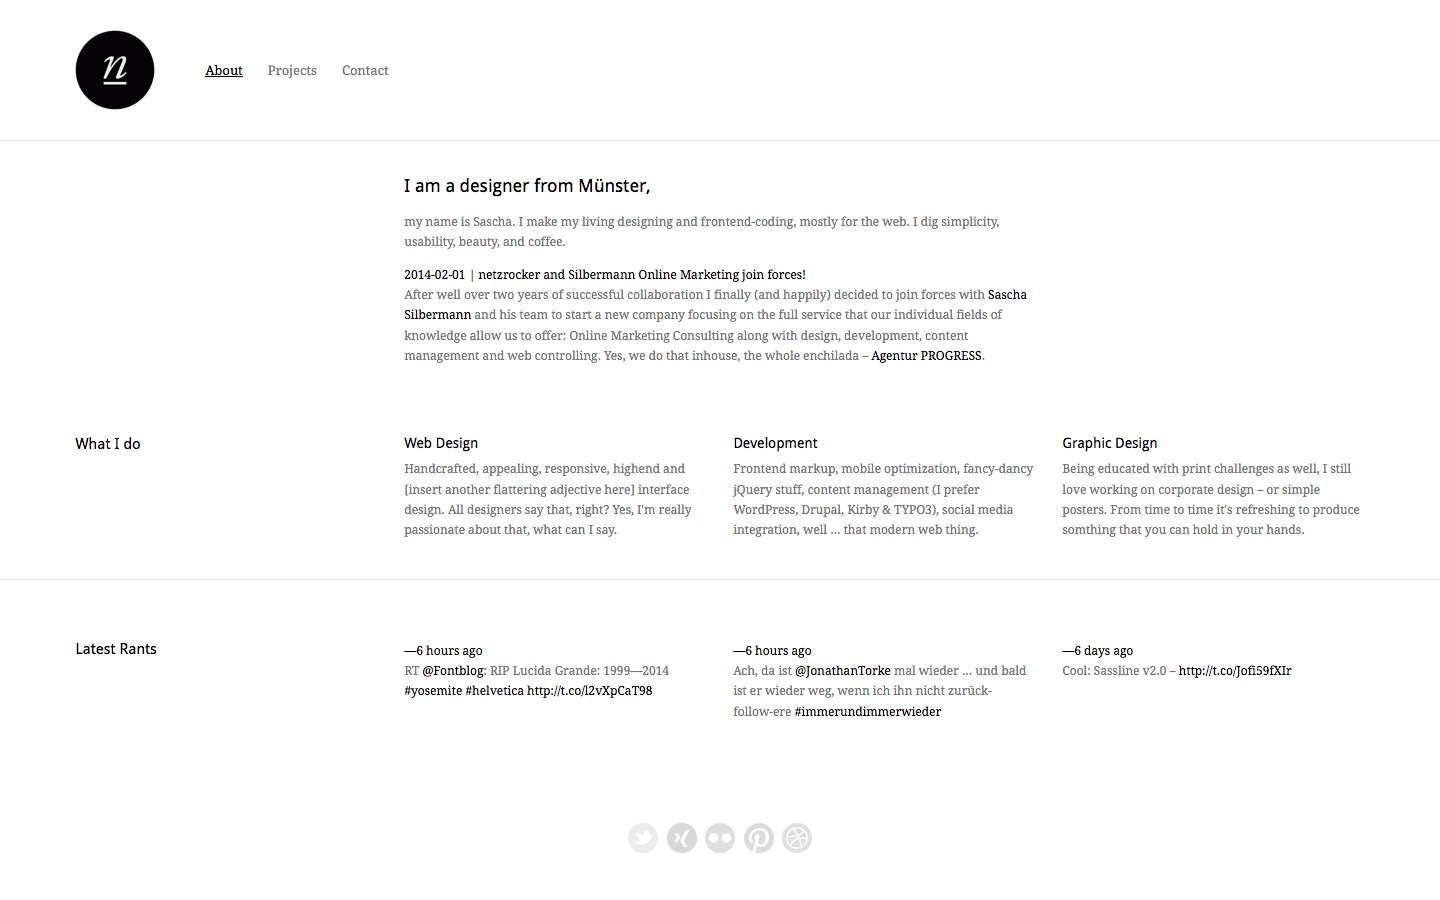 n
About Projects Contact
I am a designer from Münster,
my name is Sascha. I make my living designing and frontend-coding, mostly for the web. I dig simplicity,
usability, beauty, and coffee.
2014-02-01 | netzrocker and Silbermann Online Marketing join forces!
After well over two years of successful collaboration I finally (and happily) decided to join forces with Sascha
Silbermann and his team to start a new company focusing on the full service that our individual fields of
knowledge allow us to offer: Online Marketing Consulting along with design, development, content
management and web controlling. Yes, we do that inhouse, the whole enchilada – Agentur PROGRESS.
What I do
Web Design
Handcrafted, appealing, responsive, highend and
[insert another flattering adjective here] interface
design. All designers say that, right? Yes, I'm really
passionate about that, what can I say.
Development
Frontend markup, mobile optimization, fancy-dancy
jQuery stuff, content management (I prefer
WordPress, Drupal, Kirby & TYPO3), social media
integration, well ... that modern web thing.
Graphic Design
Being educated with print challenges as well, I still
love working on corporate design – or simple
posters. From time to time it's refreshing to produce
somthing that you can hold in your hands.
Latest Rants
—6 hours ago
RT @Fontblog: RIP Lucida Grande: 1999—2014
#yosemite #helvetica http://t.co/l2vXpCaT98
—6 hours ago
Ach, da ist @JonathanTorke mal wieder ... und bald
ist er wieder weg, wenn ich ihn nicht zurück-
follow-ere #immerundimmerwieder
—6 days ago
Cool: Sassline v2.0 – http://t.co/Jofi59fXIr